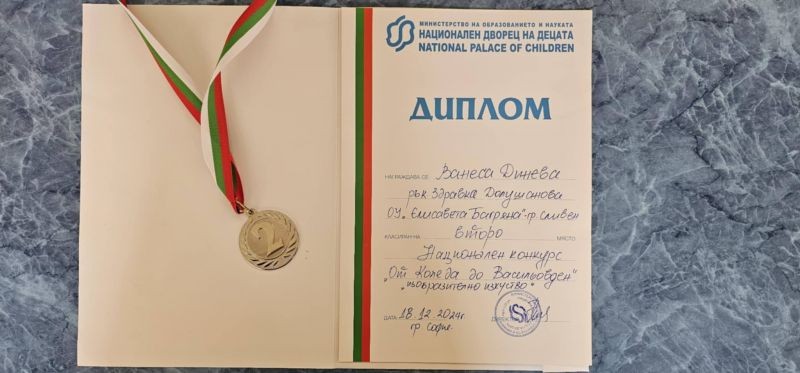 МИНИСТЕРСТВО НА ОБРАЗОВАНИЕТО И НАУКАТА
НАЦИОНАЛЕН ДВОРЕЦ НА ДЕЦАТА
NATIONAL PALACE OF CHILDREN
ДИПЛОМ
НАГРАЖДАВА СЕ Ванеса Динева
рък. Здравка Долушанова
ОУ "Елисавета Багряна" - гр. Сливен
КЛАСИРАН НА второ МЯСТО
Национален конкурс
"От Коледа до Васильовден"
"изобразително изкуство"
ДАТА: 18.12.2024г.
гр. София.
2